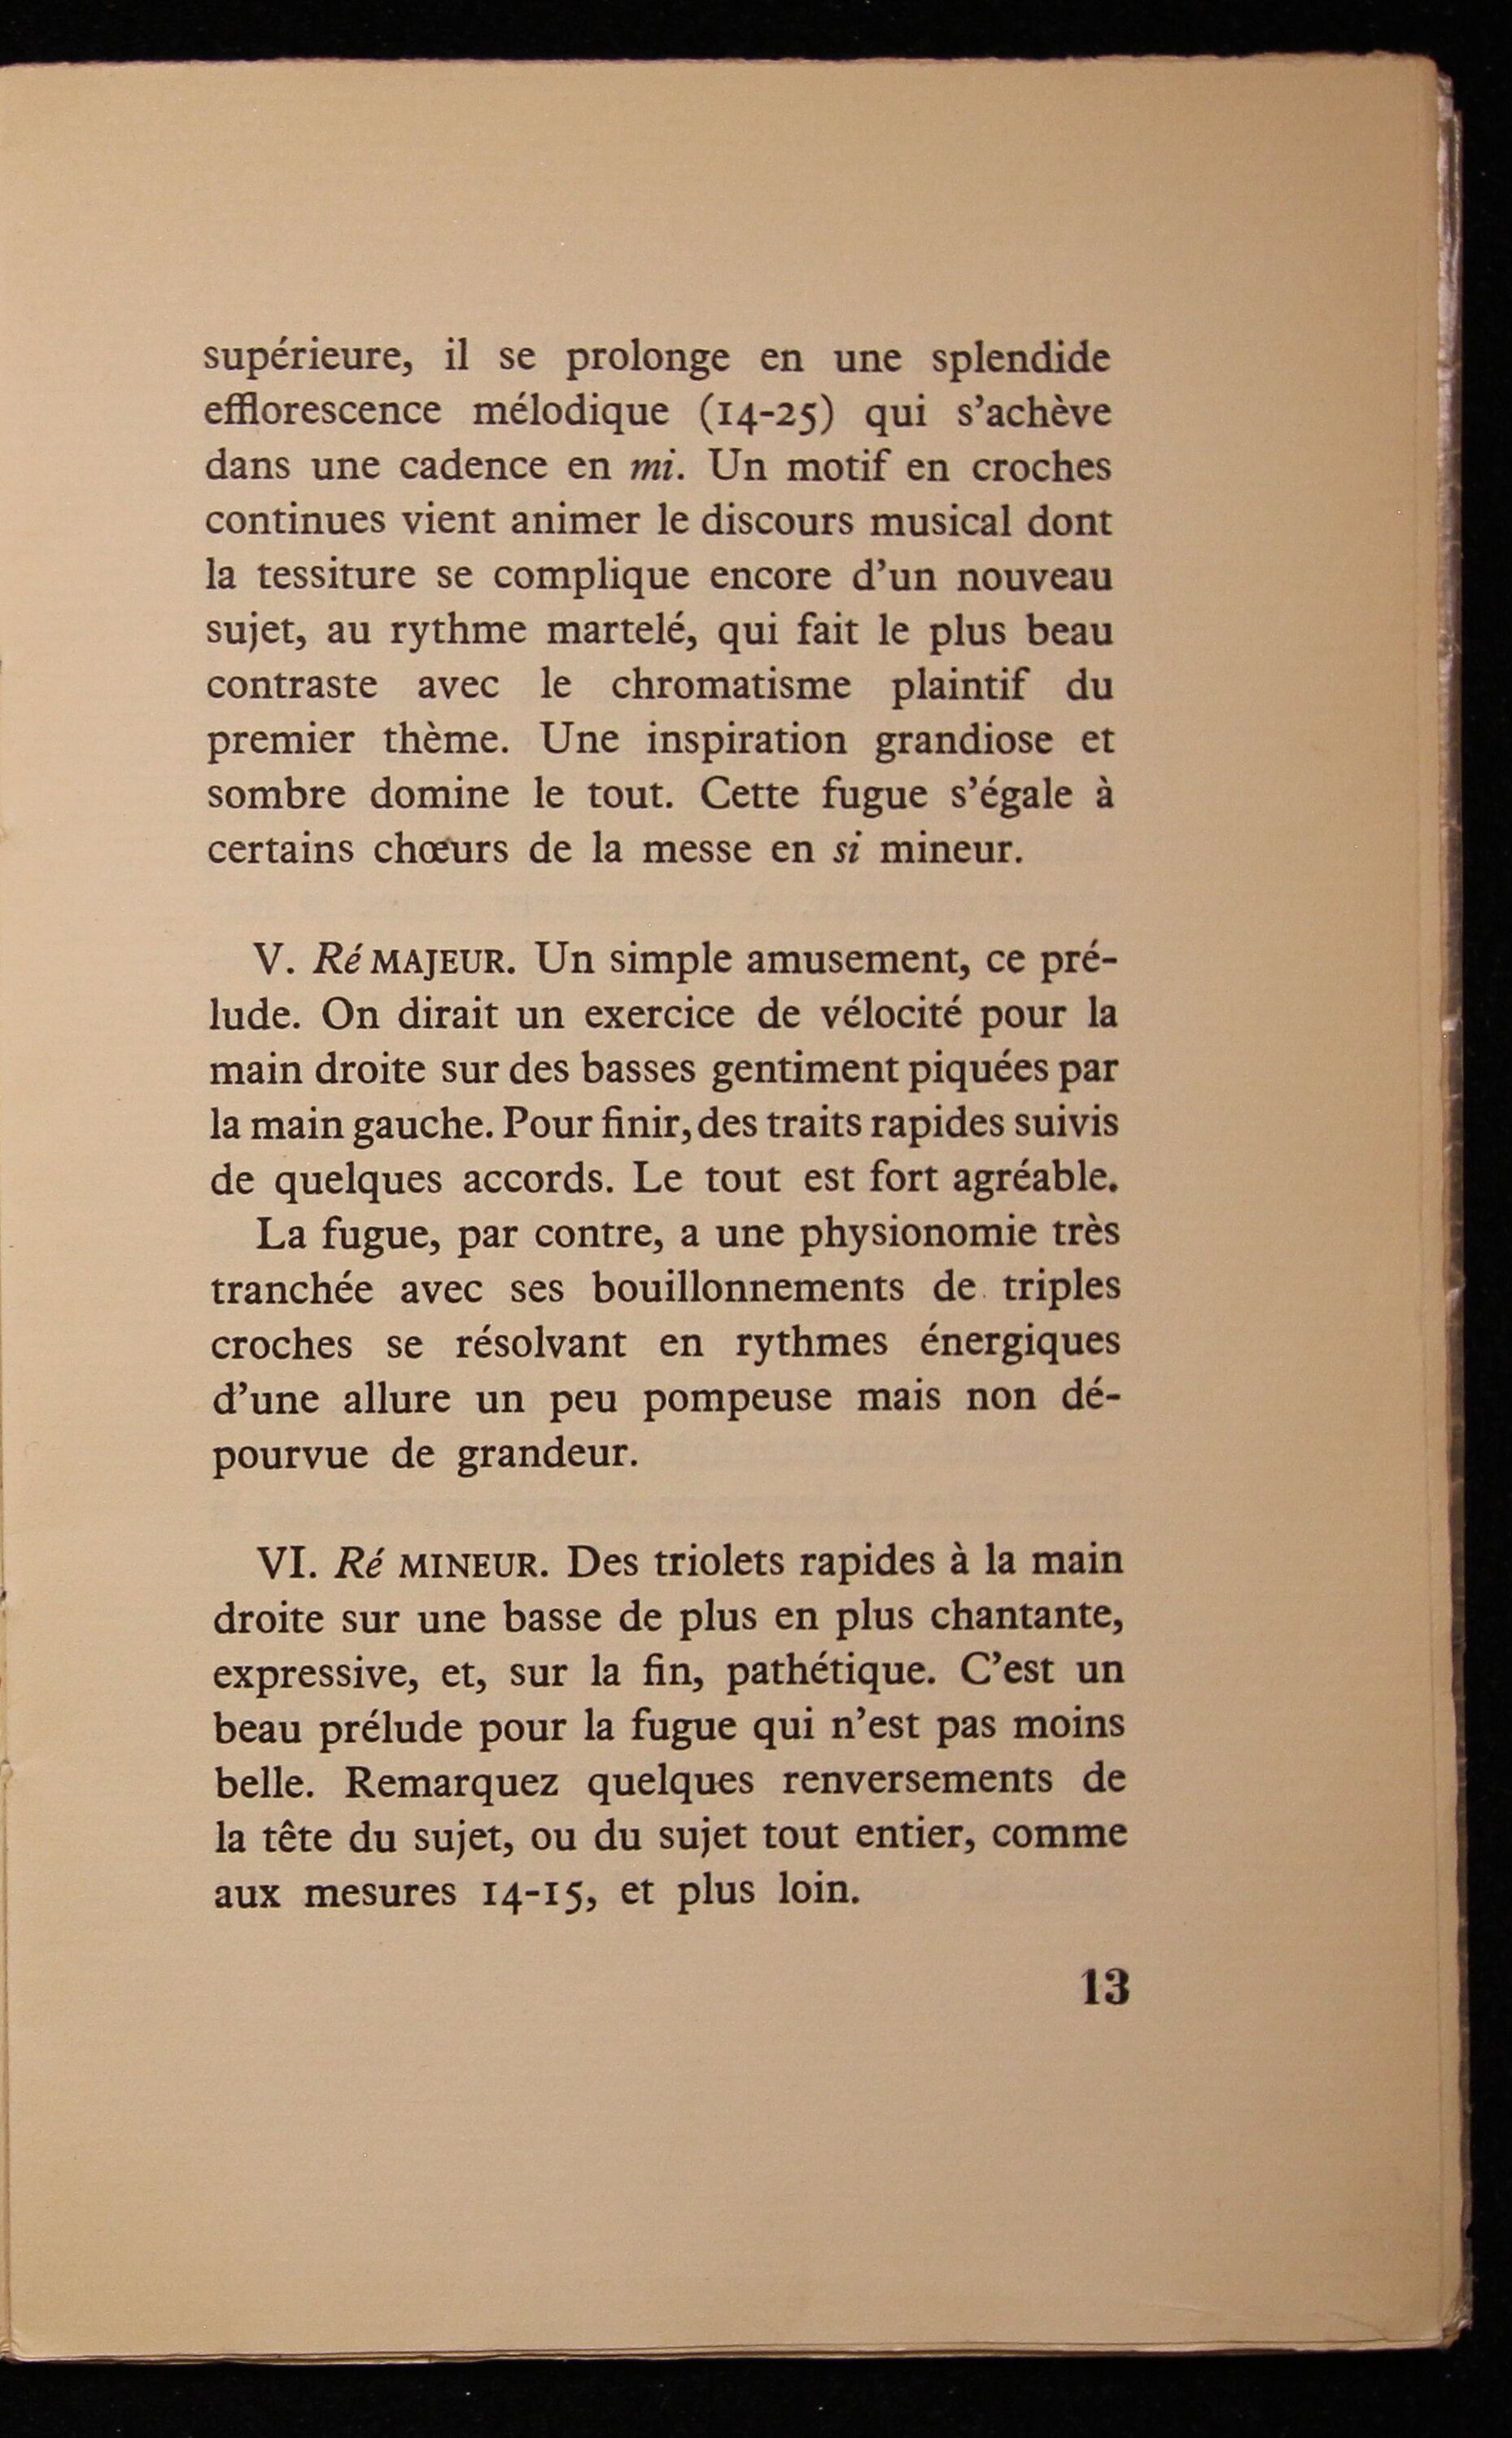 supérieure, il se prolonge en une splendide
efflorescence mélodique (14-25) qui s'achève
dans une cadence en mi. Un motif en croches
continues vient animer le discours musical dont
la tessiture se complique encore d'un nouveau
sujet, au rythme martelé, qui fait le plus beau
contraste avec le chromatisme plaintif du
premier thème. Une inspiration grandiose et
sombre domine le tout. Cette fugue s'égale à
certains chœurs de la messe en si mineur.
V. Ré MAJEUR. Un simple amusement, ce pré-
lude. On dirait un exercice de vélocité pour la
main droite sur des basses gentiment piquées par
la main gauche. Pour finir, des traits rapides suivis
de quelques accords. Le tout est fort agréable.
La fugue, par contre, a une physionomie très
tranchée avec ses bouillonnements de triples
croches se résolvant en rythmes énergiques
d'une allure un peu pompeuse mais non dé-
pourvue de grandeur.
VI. Ré MINEUR. Des triolets rapides à la main
droite sur une basse de plus en plus chantante,
expressive, et, sur la fin, pathétique. C'est un
beau prélude pour la fugue qui n'est pas moins
belle. Remarquez quelques renversements de
la tête du sujet, ou du sujet tout entier, comme
aux mesures 14-15, et plus loin.
13